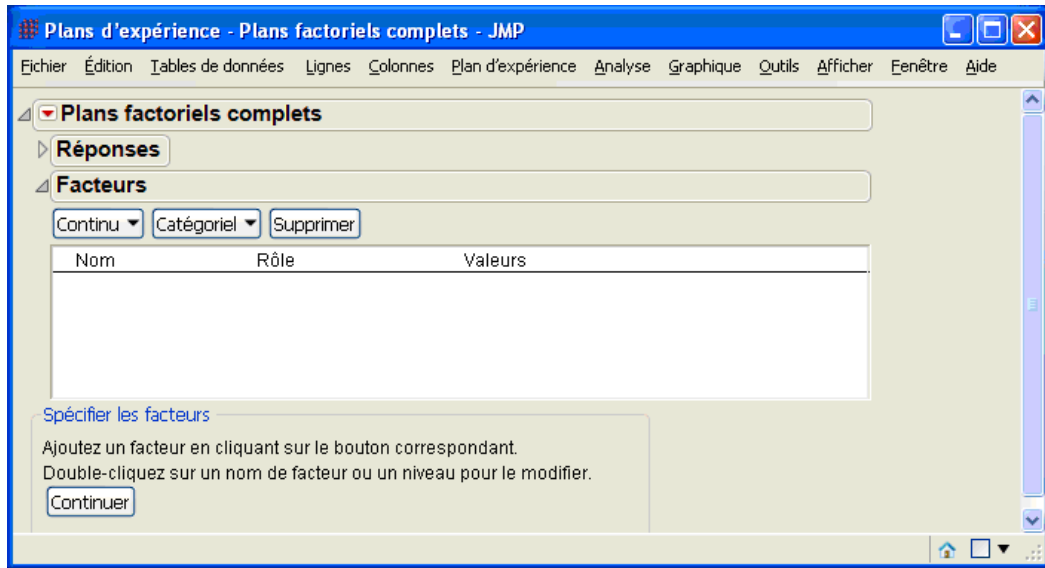 Plans d'expérience - Plans factoriels complets - JMP
Fichier Édition Tables de données Lignes Colonnes Plan d'expérience Analyse Graphique Outils Afficher Fenêtre Aide
Plans factoriels complets
Réponses
Facteurs
Continu Catégoriel Supprimer
Nom Rôle Valeurs
Spécifier les facteurs
Ajoutez un facteur en cliquant sur le bouton correspondant.
Double-cliquez sur un nom de facteur ou un niveau pour le modifier.
Continuer